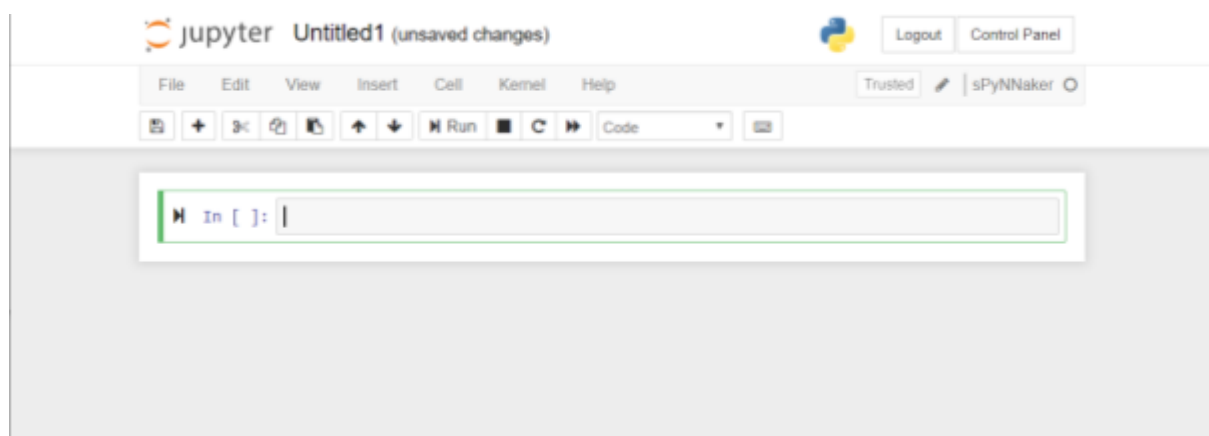 jupyter Untitled1 (unsaved changes) Logout Control Panel
File Edit View Insert Cell Kernel Help Trusted sPyNNaker
Run Code
In [ ]: